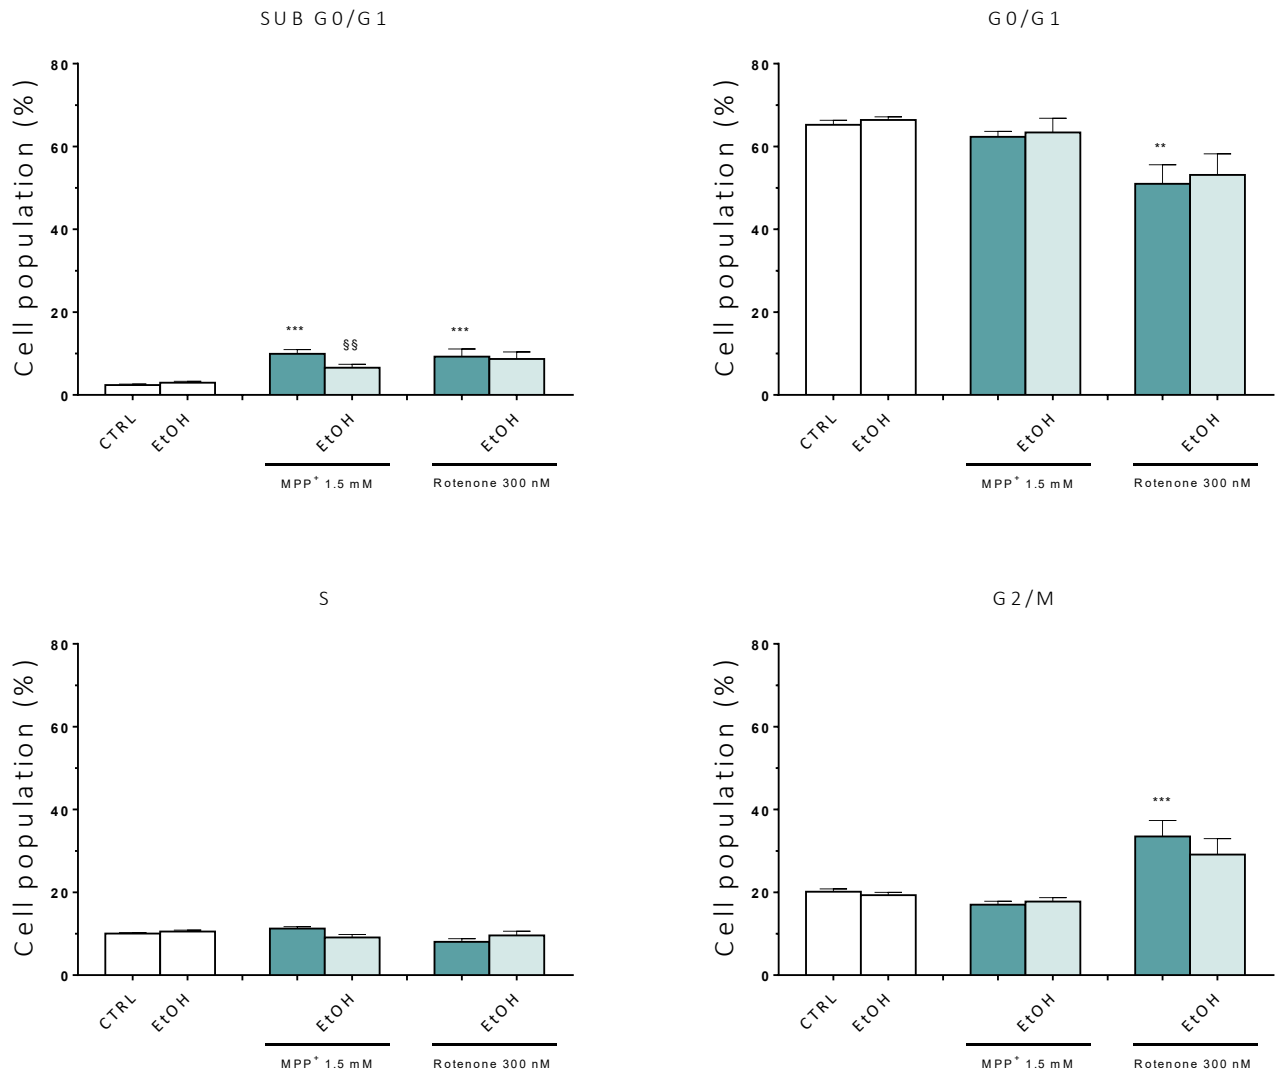 SUB G0/G1
Cell population (%)
80
60
40
20
0
***
§§
***
CTRL
EtOH
EtOH
EtOH
MPP⁺ 1.5 mM
Rotenone 300 nM
G0/G1
Cell population (%)
80
60
40
20
0
**
CTRL
EtOH
EtOH
EtOH
MPP⁺ 1.5 mM
Rotenone 300 nM
S
Cell population (%)
80
60
40
20
0
CTRL
EtOH
EtOH
EtOH
MPP⁺ 1.5 mM
Rotenone 300 nM
G2/M
Cell population (%)
80
60
40
20
0
***
CTRL
EtOH
EtOH
EtOH
MPP⁺ 1.5 mM
Rotenone 300 nM